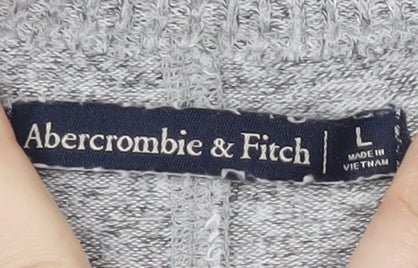 Abercrombie & Fitch | L
MADE IN
VIETNAM